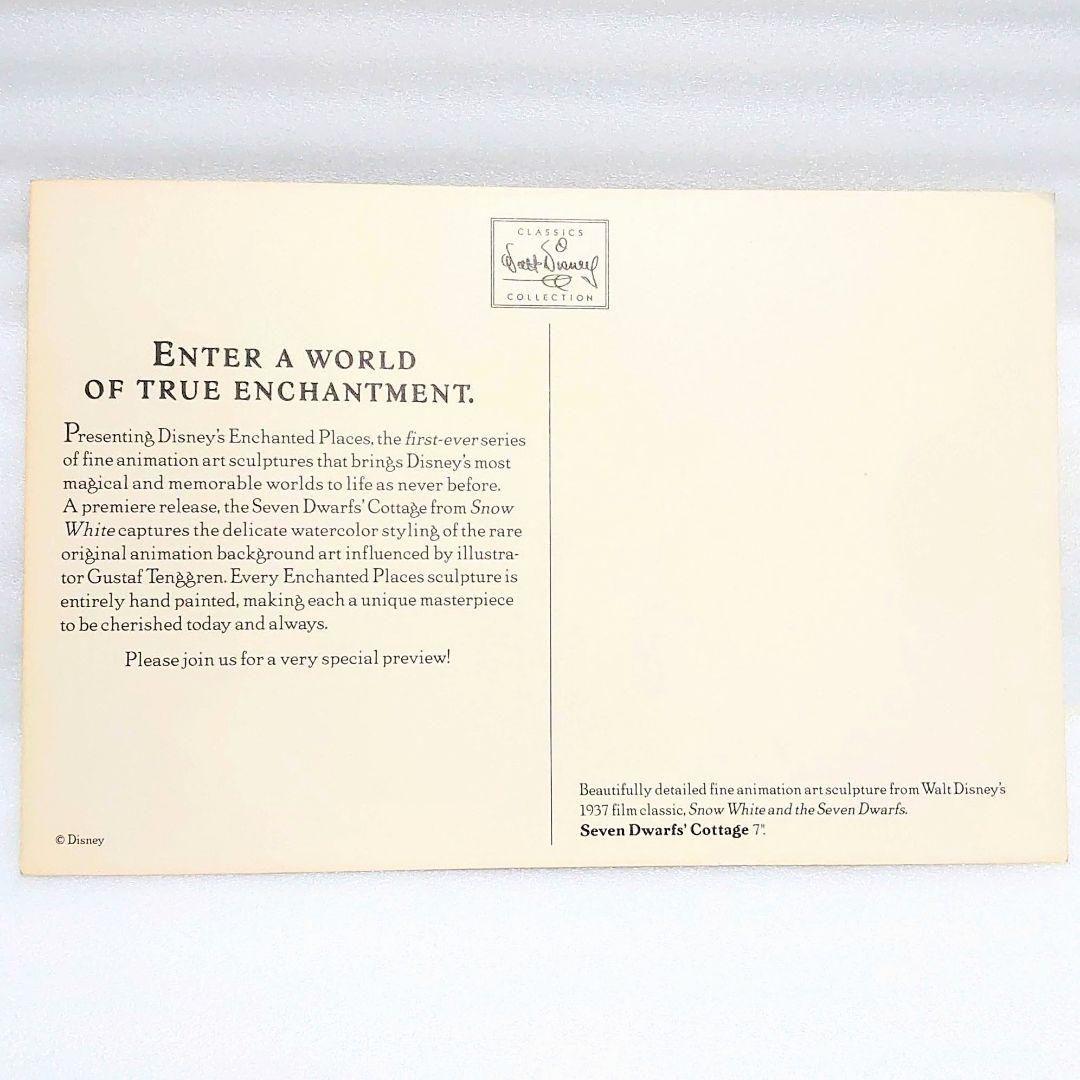 CLASSICS
Walt Disney
COLLECTION
ENTER A WORLD
OF TRUE ENCHANTMENT.
Presenting Disney's Enchanted Places, the first-ever series
of fine animation art sculptures that brings Disney's most
magical and memorable worlds to life as never before.
A premiere release, the Seven Dwarfs' Cottage from Snow
White captures the delicate watercolor styling of the rare
original animation background art influenced by illustra-
tor Gustaf Tenggren. Every Enchanted Places sculpture is
entirely hand painted, making each a unique masterpiece
to be cherished today and always.
Please join us for a very special preview!
© Disney
Beautifully detailed fine animation art sculpture from Walt Disney's
1937 film classic, Snow White and the Seven Dwarfs.
Seven Dwarfs' Cottage 7".